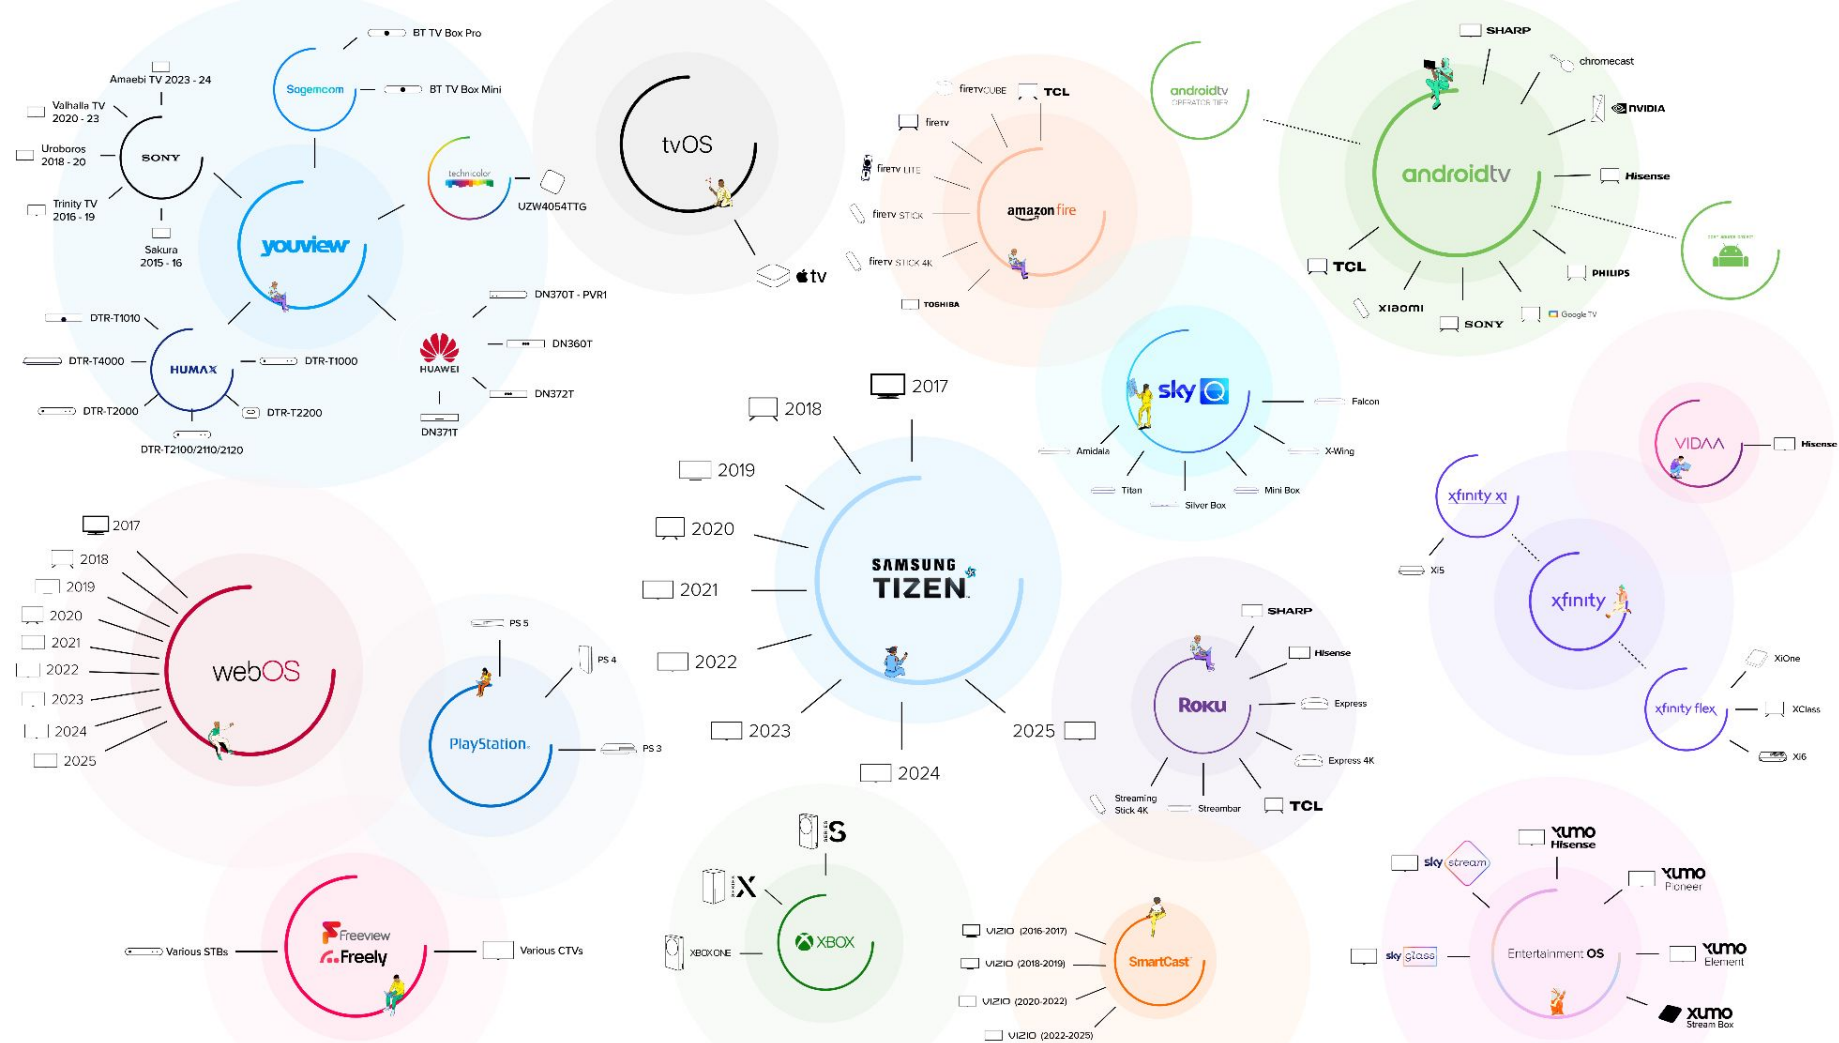 BT TV Box Pro
Sagemcom
BT TV Box Mini
Amaebi TV 2023 - 24
Valhalla TV
2020 - 23
Uroboros
2018 - 20
SONY
Trinity TV
2016 - 19
Sakura
2015 - 16
technicolor
UZW4054TTG
youview
DTR-T1010
DTR-T4000
HUMAX
DTR-T1000
DTR-T2000
DTR-T2200
DTR-T2100/2110/2120
HUAWEI
DN370T - PVR1
DN360T
DN372T
DN371T
tvOS
tv
fireTVCUBE
TCL
fireTV
fireTV LITE
fireTV STICK
fireTV STICK 4K
TOSHIBA
amazon fire
androidtv
OPERATOR TIER
SHARP
chromecast
NVIDIA
androidtv
Hisense
TCL
PHILIPS
xiaomi
SONY
Google TV
sky Q
Falcon
X-Wing
Mini Box
Silver Box
Titan
Amidala
VIDAA
Hisense
2017
2018
2019
2020
2021
2022
2023
2024
2025
SAMSUNG
TIZEN
2017
2018
2019
2020
2021
2022
2023
2024
2025
webOS
PS 5
PS 4
PlayStation
PS 3
xfinity x1
Xi5
xfinity
xfinity flex
XiOne
XClass
Xi6
SHARP
Hisense
ROKU
Express
Express 4K
TCL
Streambar
Streaming
Stick 4K
Freeview
Freely
Various STBs
Various CTVs
SERIES S
X
XBOX ONE
XBOX
VIZIO (2016-2017)
VIZIO (2018-2019)
VIZIO (2020-2022)
VIZIO (2022-2025)
SmartCast
sky stream
sky glass
Entertainment OS
xumo
Hisense
xumo
Pioneer
xumo
Element
xumo
Stream Box